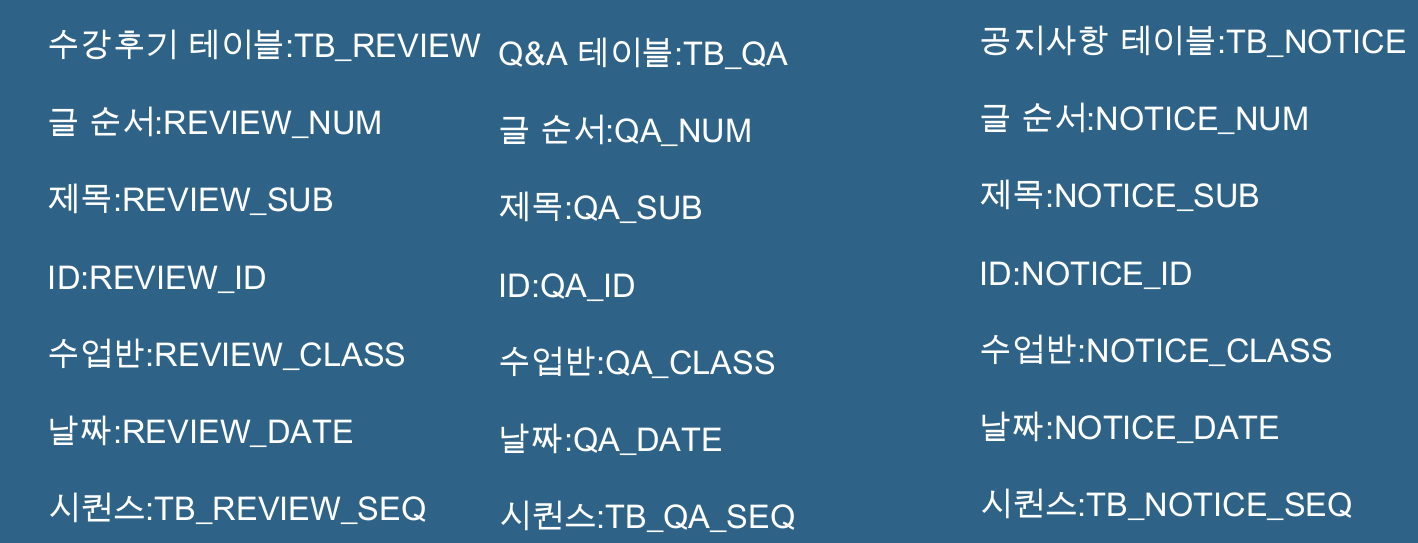 수강후기 테이블:TB_REVIEW
글 순서:REVIEW_NUM
제목:REVIEW_SUB
ID:REVIEW_ID
수업반:REVIEW_CLASS
날짜:REVIEW_DATE
시퀀스:TB_REVIEW_SEQ
Q&A 테이블:TB_QA
글 순서:QA_NUM
제목:QA_SUB
ID:QA_ID
수업반:QA_CLASS
날짜:QA_DATE
시퀀스:TB_QA_SEQ
공지사항 테이블:TB_NOTICE
글 순서:NOTICE_NUM
제목:NOTICE_SUB
ID:NOTICE_ID
수업반:NOTICE_CLASS
날짜:NOTICE_DATE
시퀀스:TB_NOTICE_SEQ